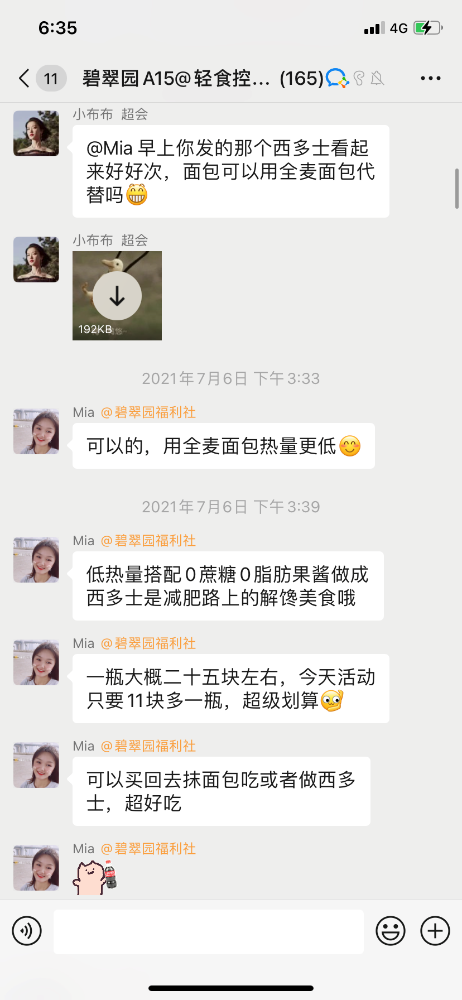 6:35
4G
11
碧翠园A15@轻食控... (165)
小布布 超会
@Mia 早上你发的那个西多士看起
来好好次，面包可以用全麦面包代
替吗
小布布 超会
192KB
2021年7月6日 下午3:33
Mia @碧翠园福利社
可以的，用全麦面包热量更低
2021年7月6日 下午3:39
Mia @碧翠园福利社
低热量搭配0蔗糖0脂肪果酱做成
西多士是减肥路上的解馋美食哦
Mia @碧翠园福利社
一瓶大概二十五块左右，今天活动
只要11块多一瓶，超级划算
Mia @碧翠园福利社
可以买回去抹面包吃或者做西多
士，超好吃
Mia @碧翠园福利社